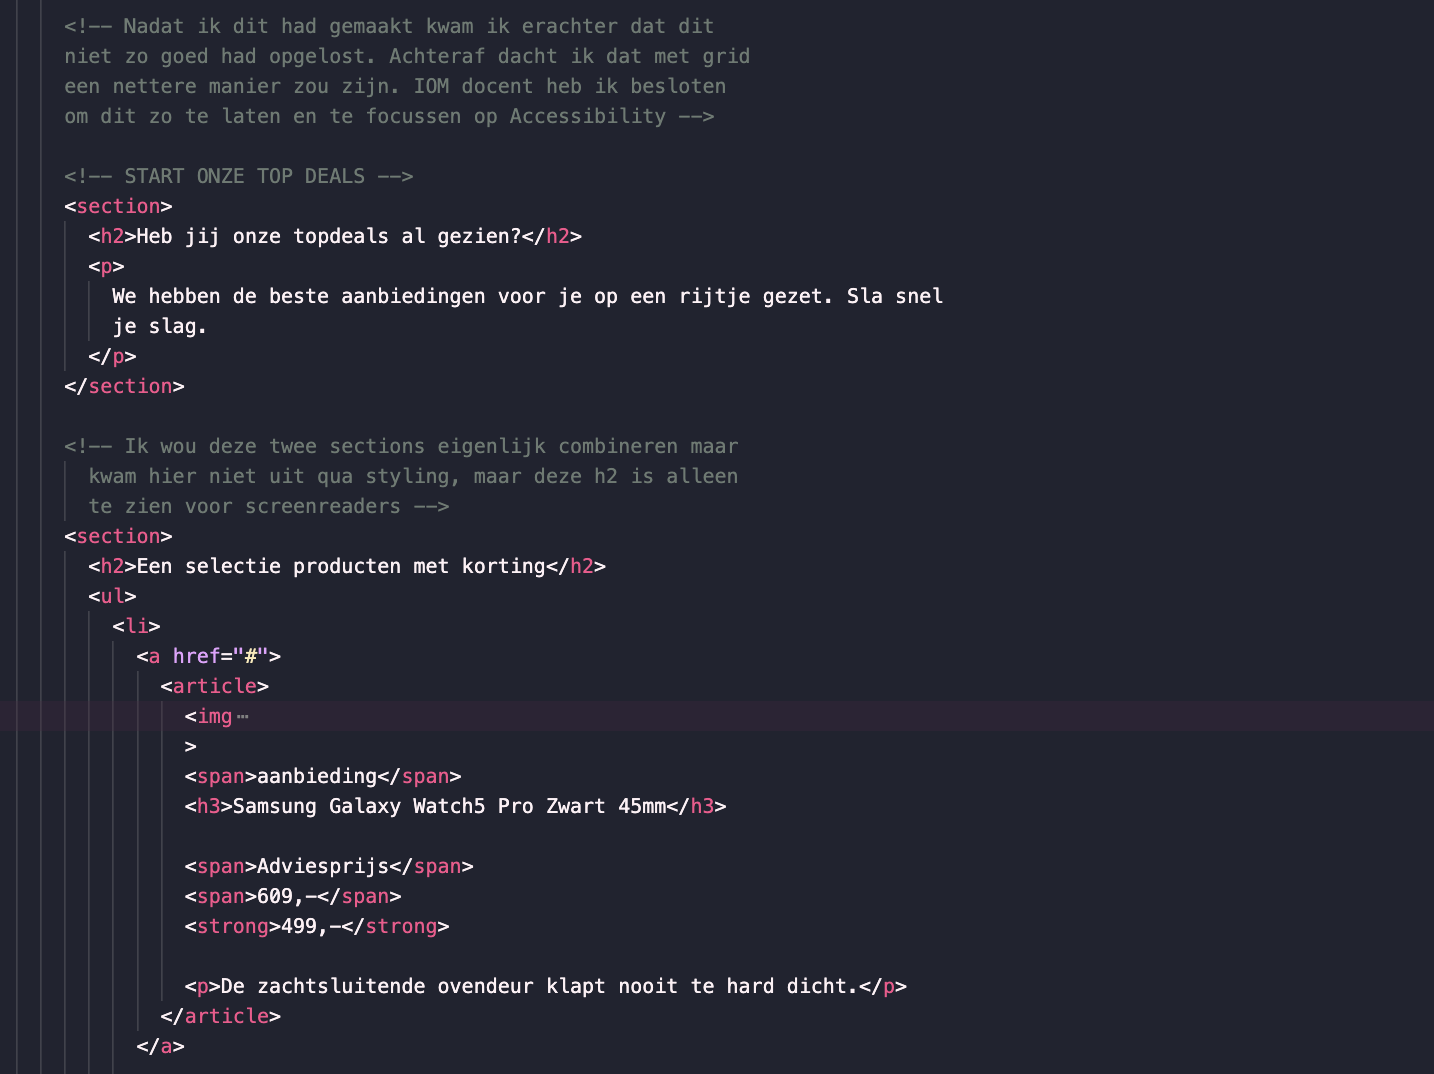 <!-- Nadat ik dit had gemaakt kwam ik erachter dat dit
niet zo goed had opgelost. Achteraf dacht ik dat met grid
een nettere manier zou zijn. IOM docent heb ik besloten
om dit zo te laten en te focussen op Accessibility -->
<!-- START ONZE TOP DEALS -->
<section>
<h2>Heb jij onze topdeals al gezien?</h2>
<p>
We hebben de beste aanbiedingen voor je op een rijtje gezet. Sla snel
je slag.
</p>
</section>
<!-- Ik wou deze twee sections eigenlijk combineren maar
kwam hier niet uit qua styling, maar deze h2 is alleen
te zien voor screenreaders -->
<section>
<h2>Een selectie producten met korting</h2>
<ul>
<li>
<a href="#">
<article>
<img…
>
<span>aanbieding</span>
<h3>Samsung Galaxy Watch5 Pro Zwart 45mm</h3>
<span>Adviesprijs</span>
<span>609,-</span>
<strong>499,-</strong>
<p>De zachtsluitende ovendeur klapt nooit te hard dicht.</p>
</article>
</a>